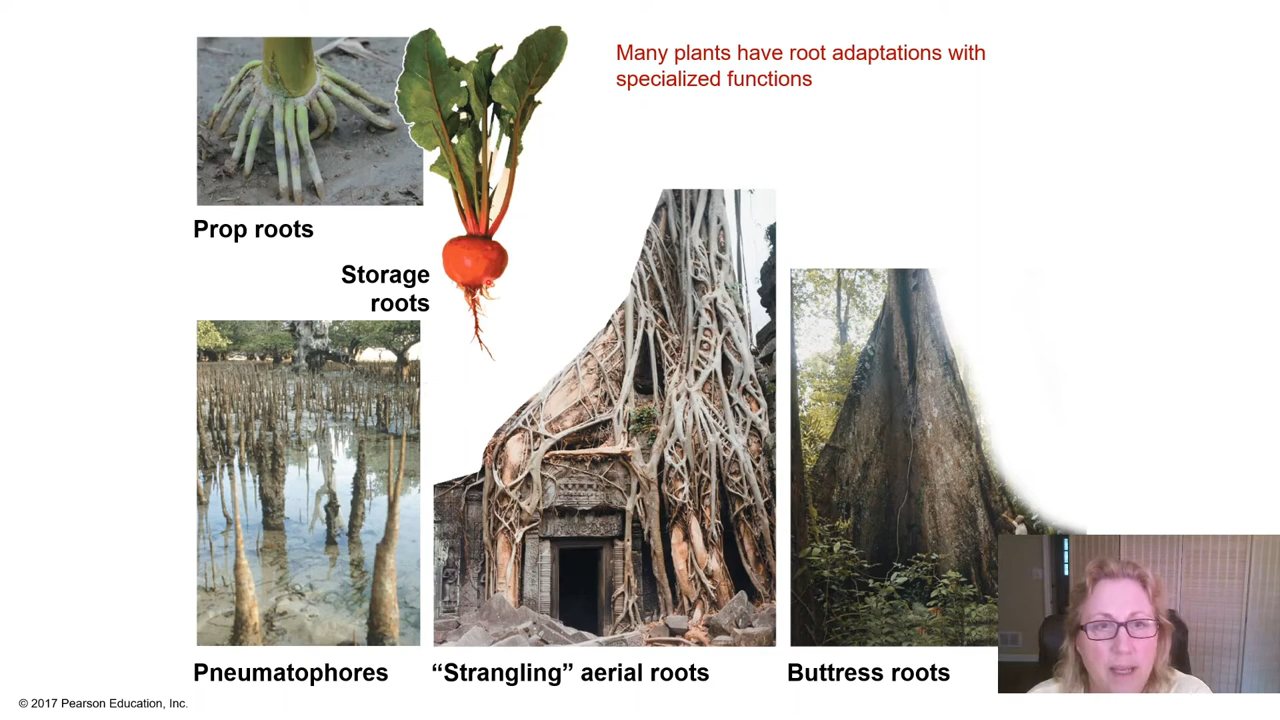 Many plants have root adaptations with
specialized functions
Prop roots
Storage
roots
Pneumatophores
“Strangling” aerial roots
Buttress roots
© 2017 Pearson Education, Inc.